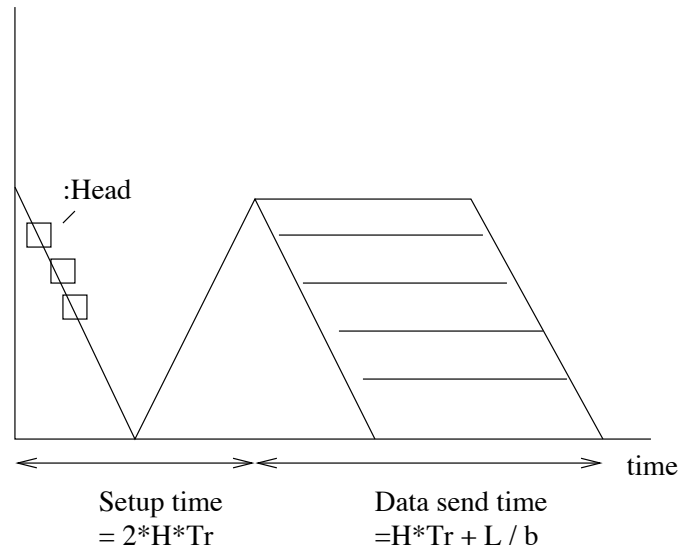 :Head
time
Setup time
= 2*H*Tr
Data send time
=H*Tr + L / b